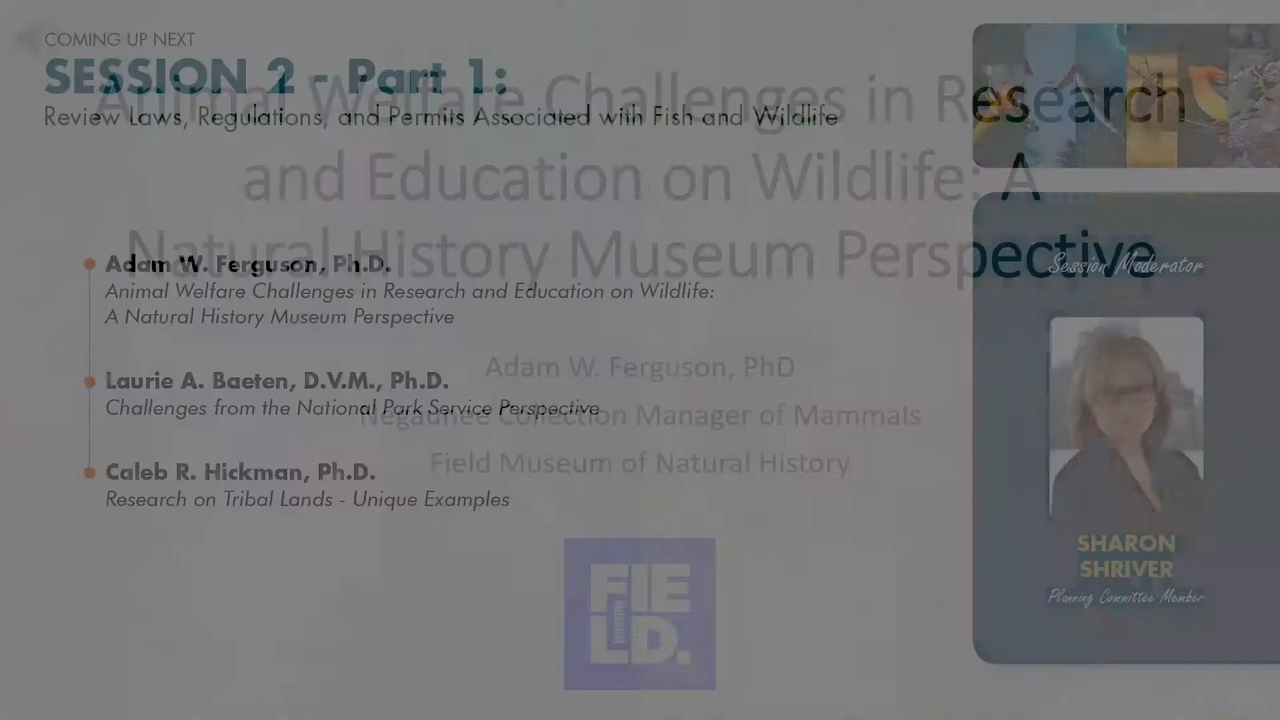 COMING UP NEXT
SESSION 2 - Part 1:
Review Laws, Regulations, and Permits Associated with Fish and Wildlife
Adam W. Ferguson, Ph.D.
Animal Welfare Challenges in Research and Education on Wildlife:
A Natural History Museum Perspective
Laurie A. Baeten, D.V.M., Ph.D.
Challenges from the National Park Service Perspective
Caleb R. Hickman, Ph.D.
Research on Tribal Lands - Unique Examples
Session Moderator
SHARON
SHRIVER
Planning Committee Member
Animal Welfare Challenges in Research
and Education on Wildlife: A
Natural History Museum Perspective
Adam W. Ferguson, PhD
Negaunee Collection Manager of Mammals
Field Museum of Natural History
FIE
LD.